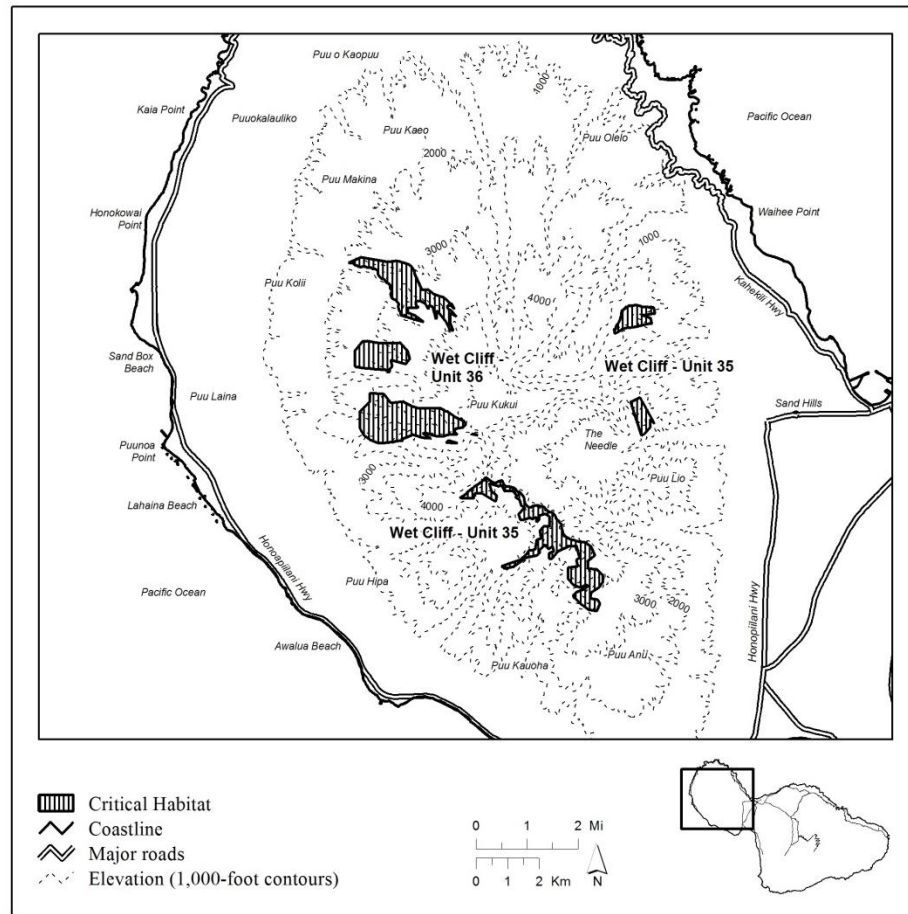 Puu o Kaopuu
4000
Kaia Point
Puuokalauliko
Pacific Ocean
Puu Kaeo
Puu Olelo
2000
Puu Makina
Honokowai
Point
Waihee Point
3000
1000
Puu Kolii
Kahekili Hwy
4000
Sand Box
Beach
Wet Cliff
Unit 36
Wet Cliff - Unit 35
Puu Laina
Puu Kukui
Sand Hills
Puunoa
Point
The
Needle
3000
Puu Lio
Lahaina Beach
4000
Wet Cliff - Unit 35
Honoapiilani Hwy
Puu Hipa
Pacific Ocean
3000
2000
Honopiilani Hwy
Awalua Beach
Puu Anu
Puu Kauoha
Critical Habitat
Coastline
Major roads
Elevation (1,000-foot contours)
0 1 2 Mi
0 1 2 Km
N